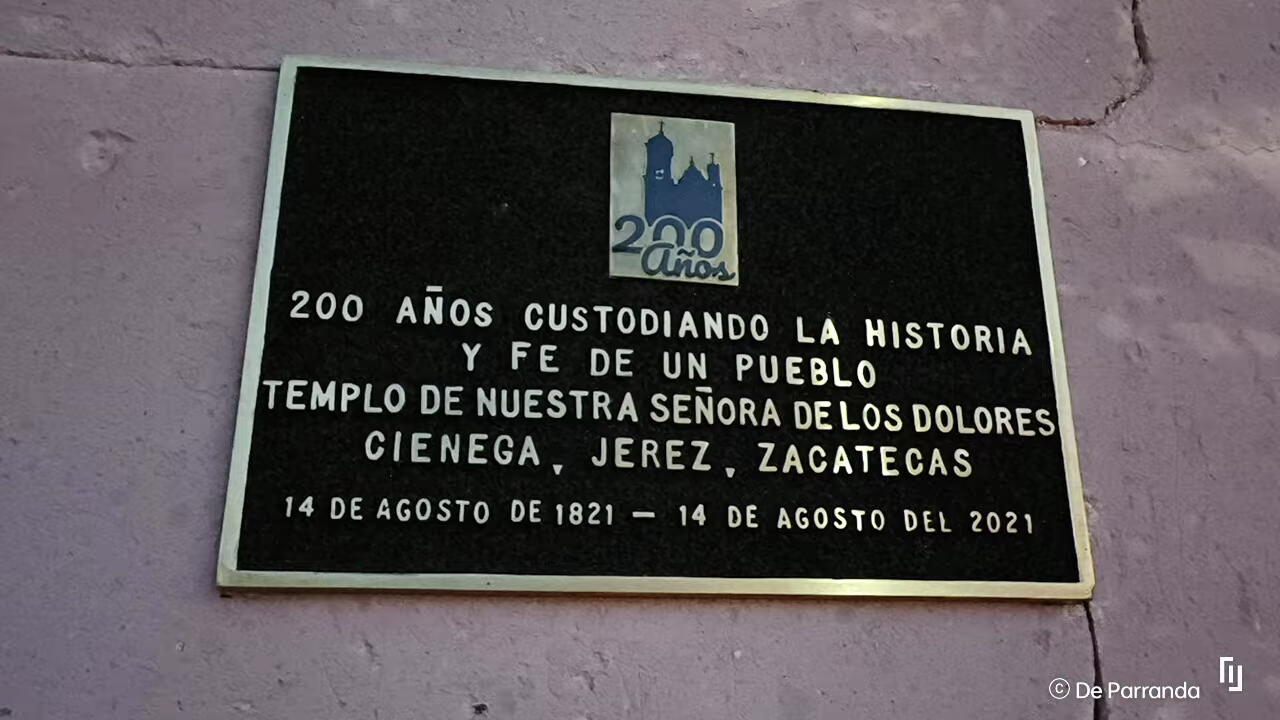 200
Años
200 AÑOS CUSTODIANDO LA HISTORIA
Y FE DE UN PUEBLO
TEMPLO DE NUESTRA SEÑORA DE LOS DOLORES
CIENEGA, JEREZ, ZACATECAS
14 DE AGOSTO DE 1821 — 14 DE AGOSTO DEL 2021
© De Parranda